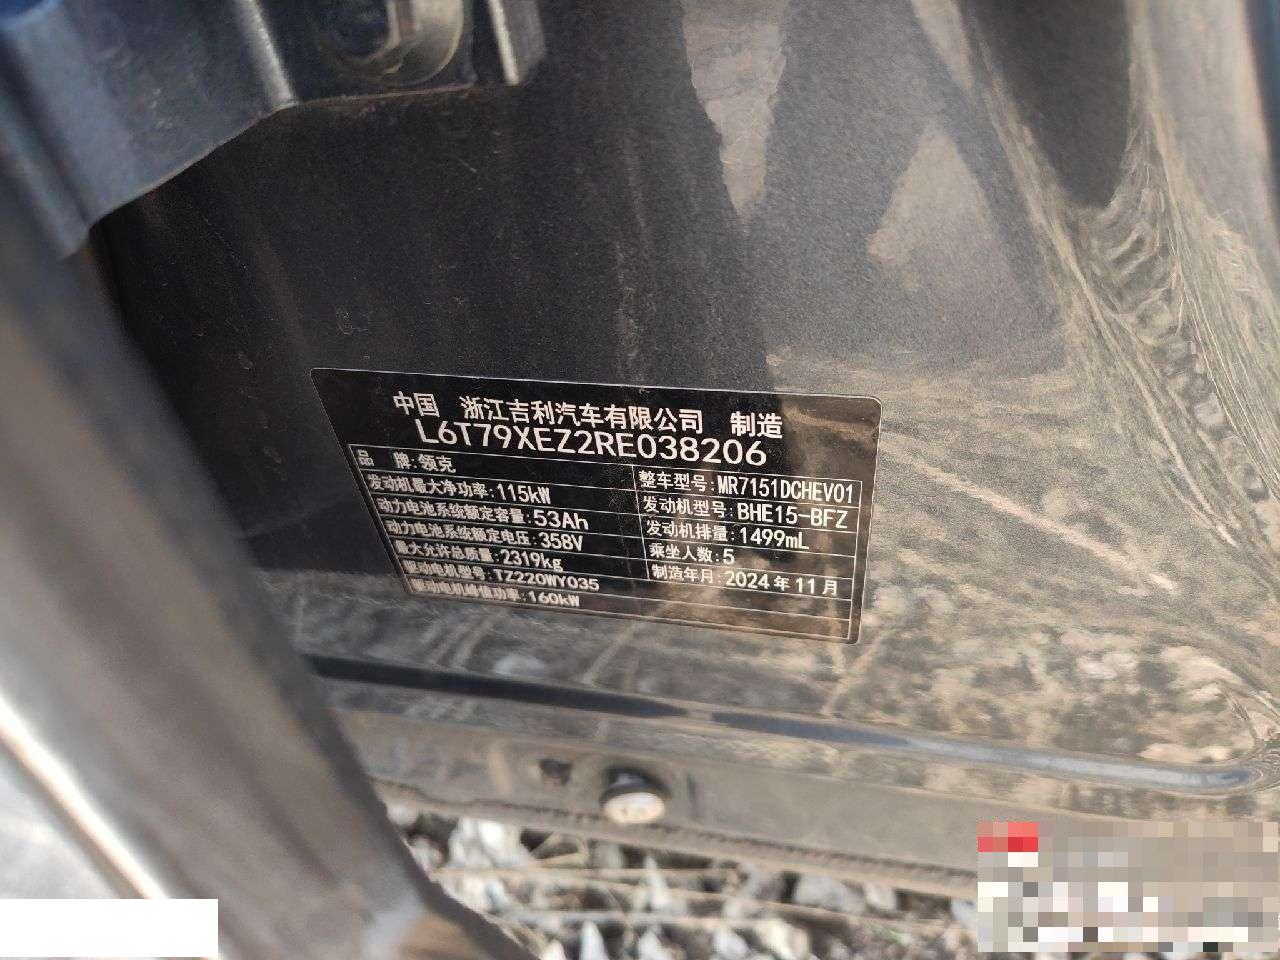 中国 浙江吉利汽车有限公司 制造
L6T79XEZ2RE038206
品 牌:领克
整车型号:MR7151DCHEV01
发动机最大净功率:115kW
发动机型号:BHE15-BFZ
动力电池系统额定容量:53Ah
发动机排量:1499mL
动力电池系统额定电压:358V
乘坐人数:5
最大允许总质量:2319kg
制造年月:2024年11月
驱动电机型号:TZ220WY035
驱动电机峰值功率:160kW